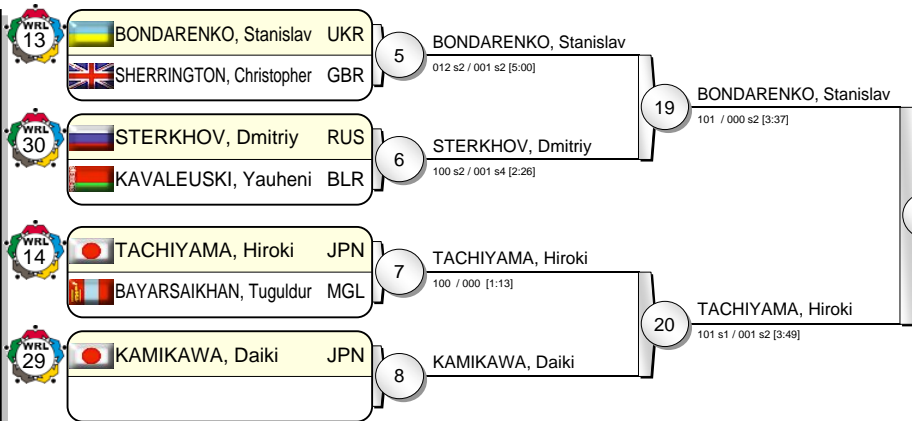 WRL
13
BONDARENKO, Stanislav UKR
SHERRINGTON, Christopher GBR
5
BONDARENKO, Stanislav
012 s2 / 001 s2 [5:00]
19
BONDARENKO, Stanislav
101 / 000 s2 [3:37]
WRL
30
STERKHOV, Dmitriy RUS
KAVALEUSKI, Yauheni BLR
6
STERKHOV, Dmitriy
100 s2 / 001 s4 [2:26]
WRL
14
TACHIYAMA, Hiroki JPN
BAYARSAIKHAN, Tuguldur MGL
7
TACHIYAMA, Hiroki
100 / 000 [1:13]
20
TACHIYAMA, Hiroki
101 s1 / 001 s2 [3:49]
WRL
29
KAMIKAWA, Daiki JPN
8
KAMIKAWA, Daiki